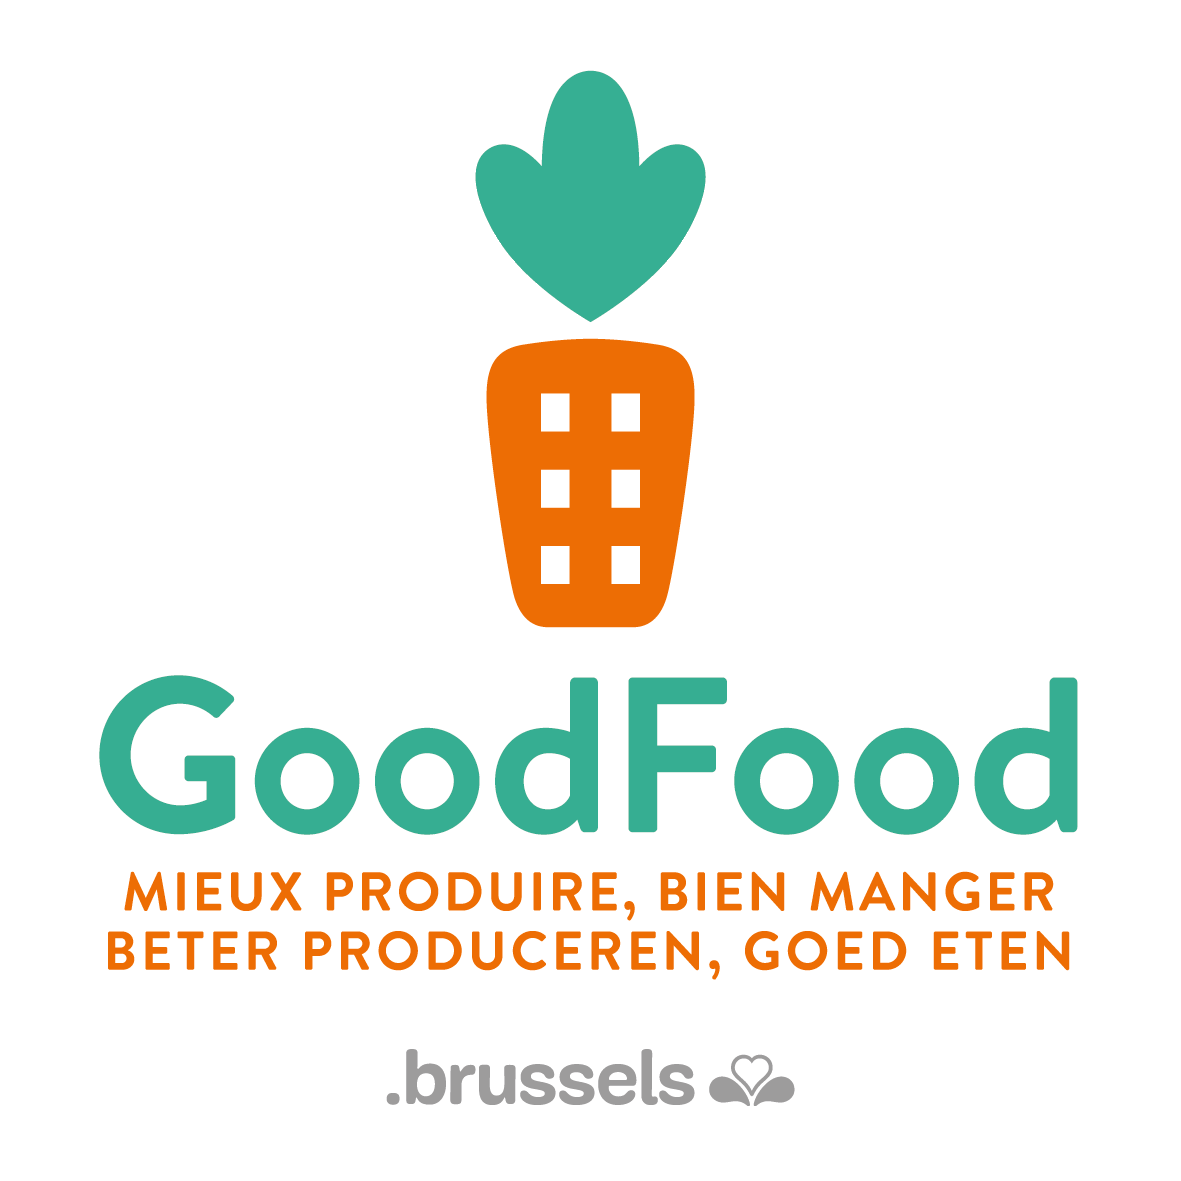 GoodFood
MIEUX PRODUIRE, BIEN MANGER
BETER PRODUCEREN, GOED ETEN
.brussels